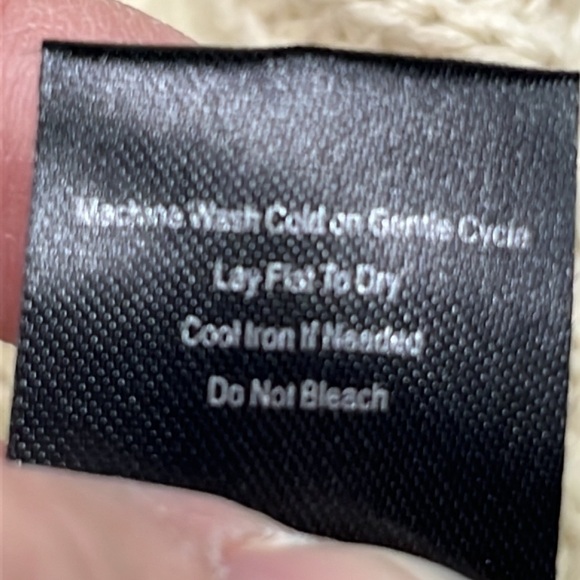 Machine Wash Cold on Gentle Cycle
Lay Flat To Dry
Cool Iron If Needed
Do Not Bleach